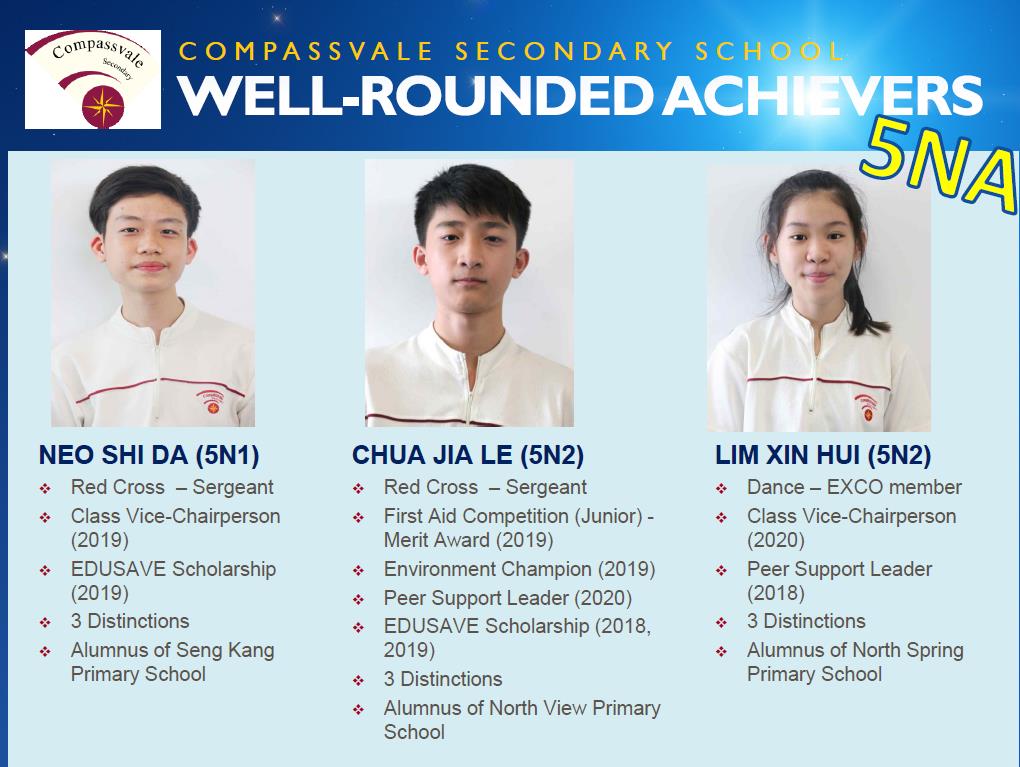 Compassvale
Secondary
COMPASSVALE SECONDARY SCHOOL
WELL-ROUNDED ACHIEVERS
5NA
NEO SHI DA (5N1)
Red Cross – Sergeant
Class Vice-Chairperson
(2019)
EDUSAVE Scholarship
(2019)
3 Distinctions
Alumnus of Seng Kang
Primary School
CHUA JIA LE (5N2)
Red Cross – Sergeant
First Aid Competition (Junior) -
Merit Award (2019)
Environment Champion (2019)
Peer Support Leader (2020)
EDUSAVE Scholarship (2018,
2019)
3 Distinctions
Alumnus of North View Primary
School
LIM XIN HUI (5N2)
Dance – EXCO member
Class Vice-Chairperson
(2020)
Peer Support Leader
(2018)
3 Distinctions
Alumnus of North Spring
Primary School